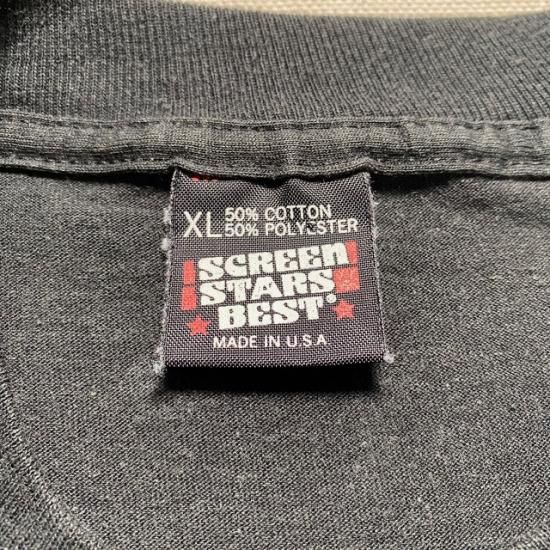 XL 50% COTTON
50% POLYESTER
SCREEN
STARS
BEST®
MADE IN U.S.A